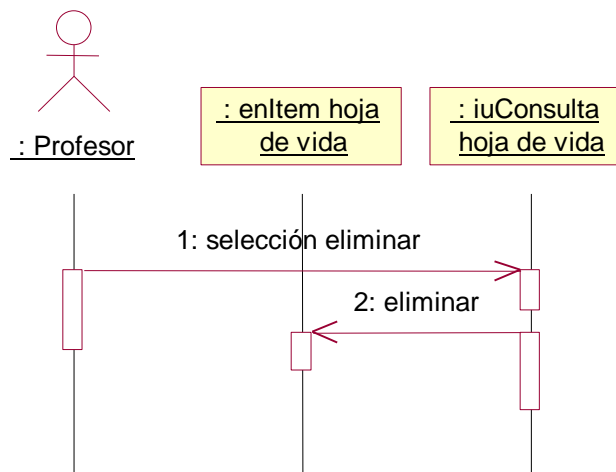 : Profesor
: enItem hoja
de vida
: iuConsulta
hoja de vida
1: selección eliminar
2: eliminar